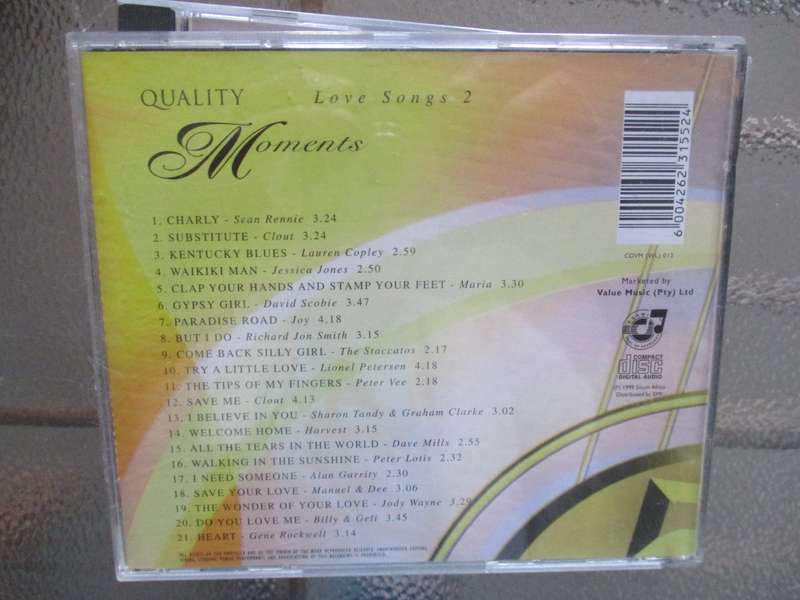 QUALITY Love Songs 2
Moments
1. CHARLY - Sean Rennie 3.24
2. SUBSTITUTE - Clout 3.24
3. KENTUCKY BLUES - Lauren Copley 2.59
4. WAIKIKI MAN - Jessica Jones 2.50
5. CLAP YOUR HANDS AND STAMP YOUR FEET - Maria 3.30
6. GYPSY GIRL - David Scobie 3.47
7. PARADISE ROAD - Joy 4.18
8. BUT I DO - Richard Jon Smith 3.15
9. COME BACK SILLY GIRL - The Staccatos 2.17
10. TRY A LITTLE LOVE - Lionel Petersen 4.18
11. THE TIPS OF MY FINGERS - Peter Vee 2.18
12. SAVE ME - Clout 4.13
13. I BELIEVE IN YOU - Sharon Tandy & Graham Clarke 3.02
14. WELCOME HOME - Harvest 3.15
15. ALL THE TEARS IN THE WORLD - Dave Mills 2.55
16. WALKING IN THE SUNSHINE - Peter Lotis 2.32
17. I NEED SOMEONE - Alan Garrity 2.30
18. SAVE YOUR LOVE - Manuel & Dee 3.06
19. THE WONDER OF YOUR LOVE - Jody Wayne 3.29
20. DO YOU LOVE ME - Billy & Geli 3.45
21. HEART - Gene Rockwell 3.14
6 004262 315524
CDVM (WL) 012
Marketed by
Value Music (Pty) Ltd
COMPACT
disc
DIGITAL AUDIO
1999 South Africa
Distributed by